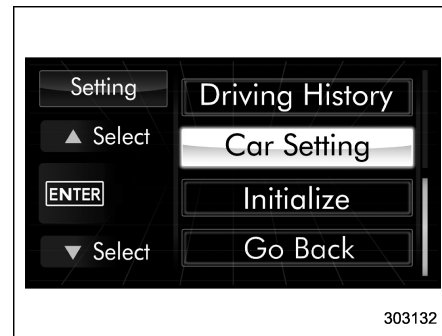 Setting
▲ Select
ENTER
▼ Select
Driving History
Car Setting
Initialize
Go Back
303132